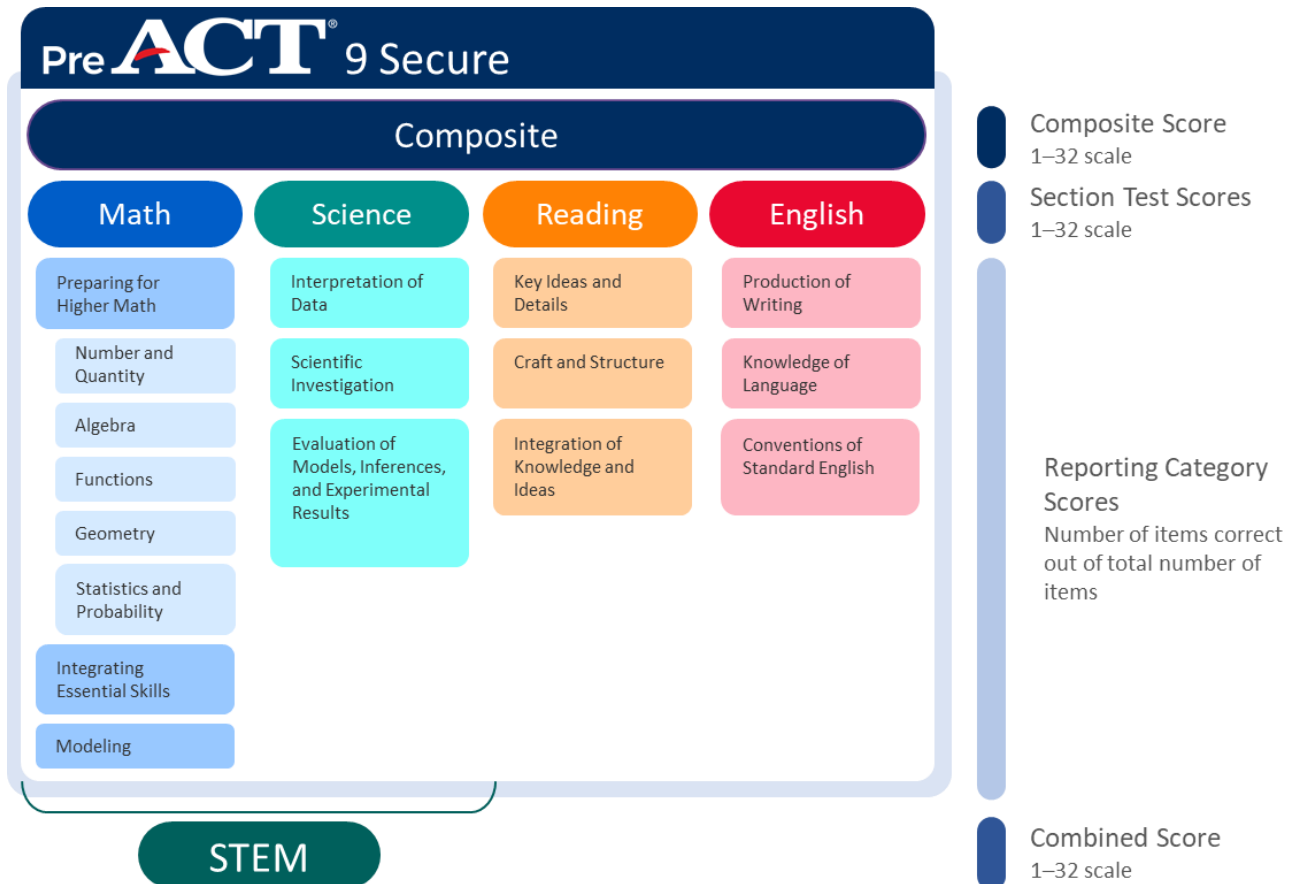 PreACT® 9 Secure
Composite
Math
Science
Reading
English
Preparing for
Higher Math
Number and
Quantity
Algebra
Functions
Geometry
Statistics and
Probability
Integrating
Essential Skills
Modeling
Interpretation of
Data
Scientific
Investigation
Evaluation of
Models, Inferences,
and Experimental
Results
Key Ideas and
Details
Craft and Structure
Integration of
Knowledge and
Ideas
Production of
Writing
Knowledge of
Language
Conventions of
Standard English
STEM
Composite Score
1–32 scale
Section Test Scores
1–32 scale
Reporting Category
Scores
Number of items correct
out of total number of
items
Combined Score
1–32 scale